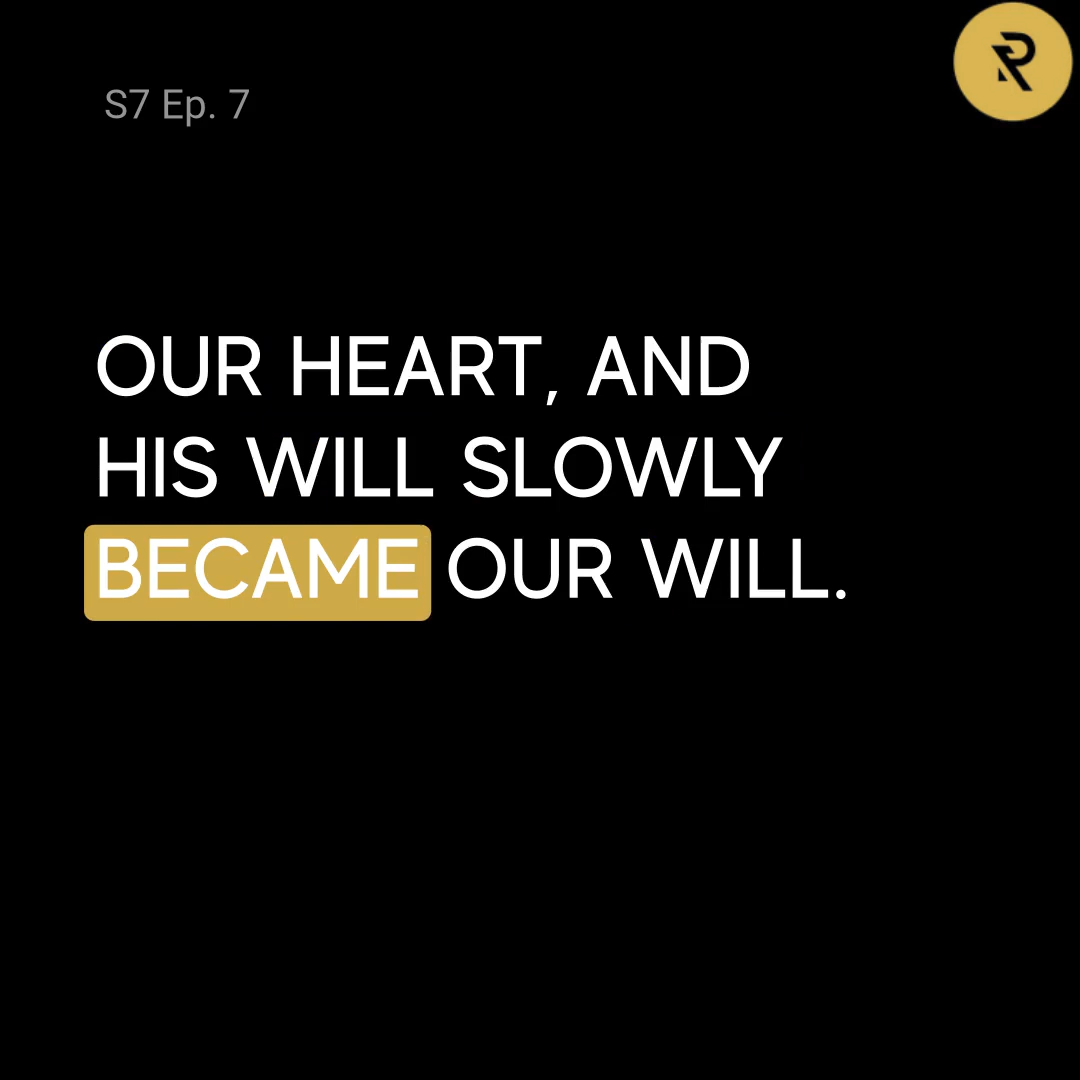 S7 Ep. 7
R
OUR HEART, AND
HIS WILL SLOWLY
BECAME OUR WILL.